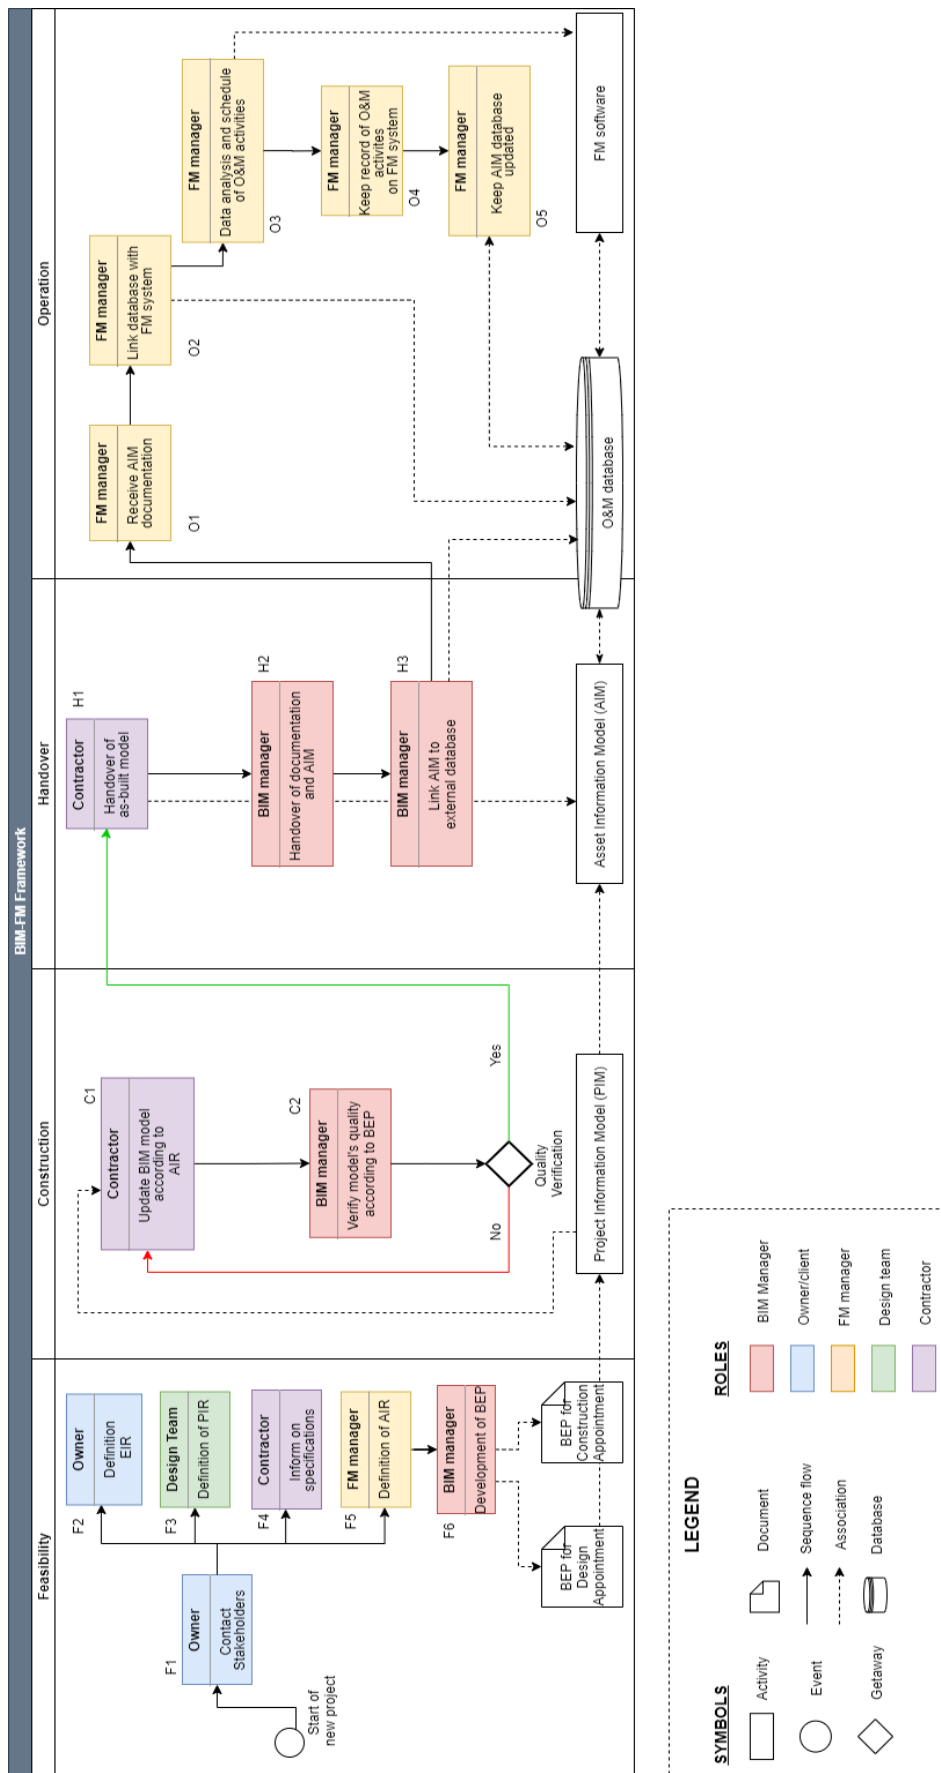 BIM-FM Framework
Feasibility
Construction
Handover
Operation
Start of
new project
F1
Owner
Contact
Stakeholders
F2
Owner
Definition
EIR
F3
Design Team
Definition of PIR
F4
Contractor
Inform on
specifications
F5
FM manager
Definition of AIR
F6
BIM manager
Development of BEP
BEP for
Design
Appointment
BEP for
Construction
Appointment
C1
Contractor
Update BIM model
according to
AIR
C2
BIM manager
Verify model's quality
according to BEP
No
Yes
Quality
Verification
Project Information Model (PIM)
H1
Contractor
Handover of
as-built model
H2
BIM manager
Handover of documentation
and AIM
H3
BIM manager
Link AIM to
external database
Asset Information Model (AIM)
O1
FM manager
Receive AIM
documentation
O2
FM manager
Link database with
FM system
O3
FM manager
Data analysis and schedule
of O&M activities
O4
FM manager
Keep record of O&M
activites
on FM system
O5
FM manager
Keep AIM database
updated
O&M database
FM software
LEGEND
SYMBOLS
Activity
Event
Getaway
Document
Sequence flow
Association
Database
ROLES
BIM Manager
Owner/client
FM manager
Design team
Contractor